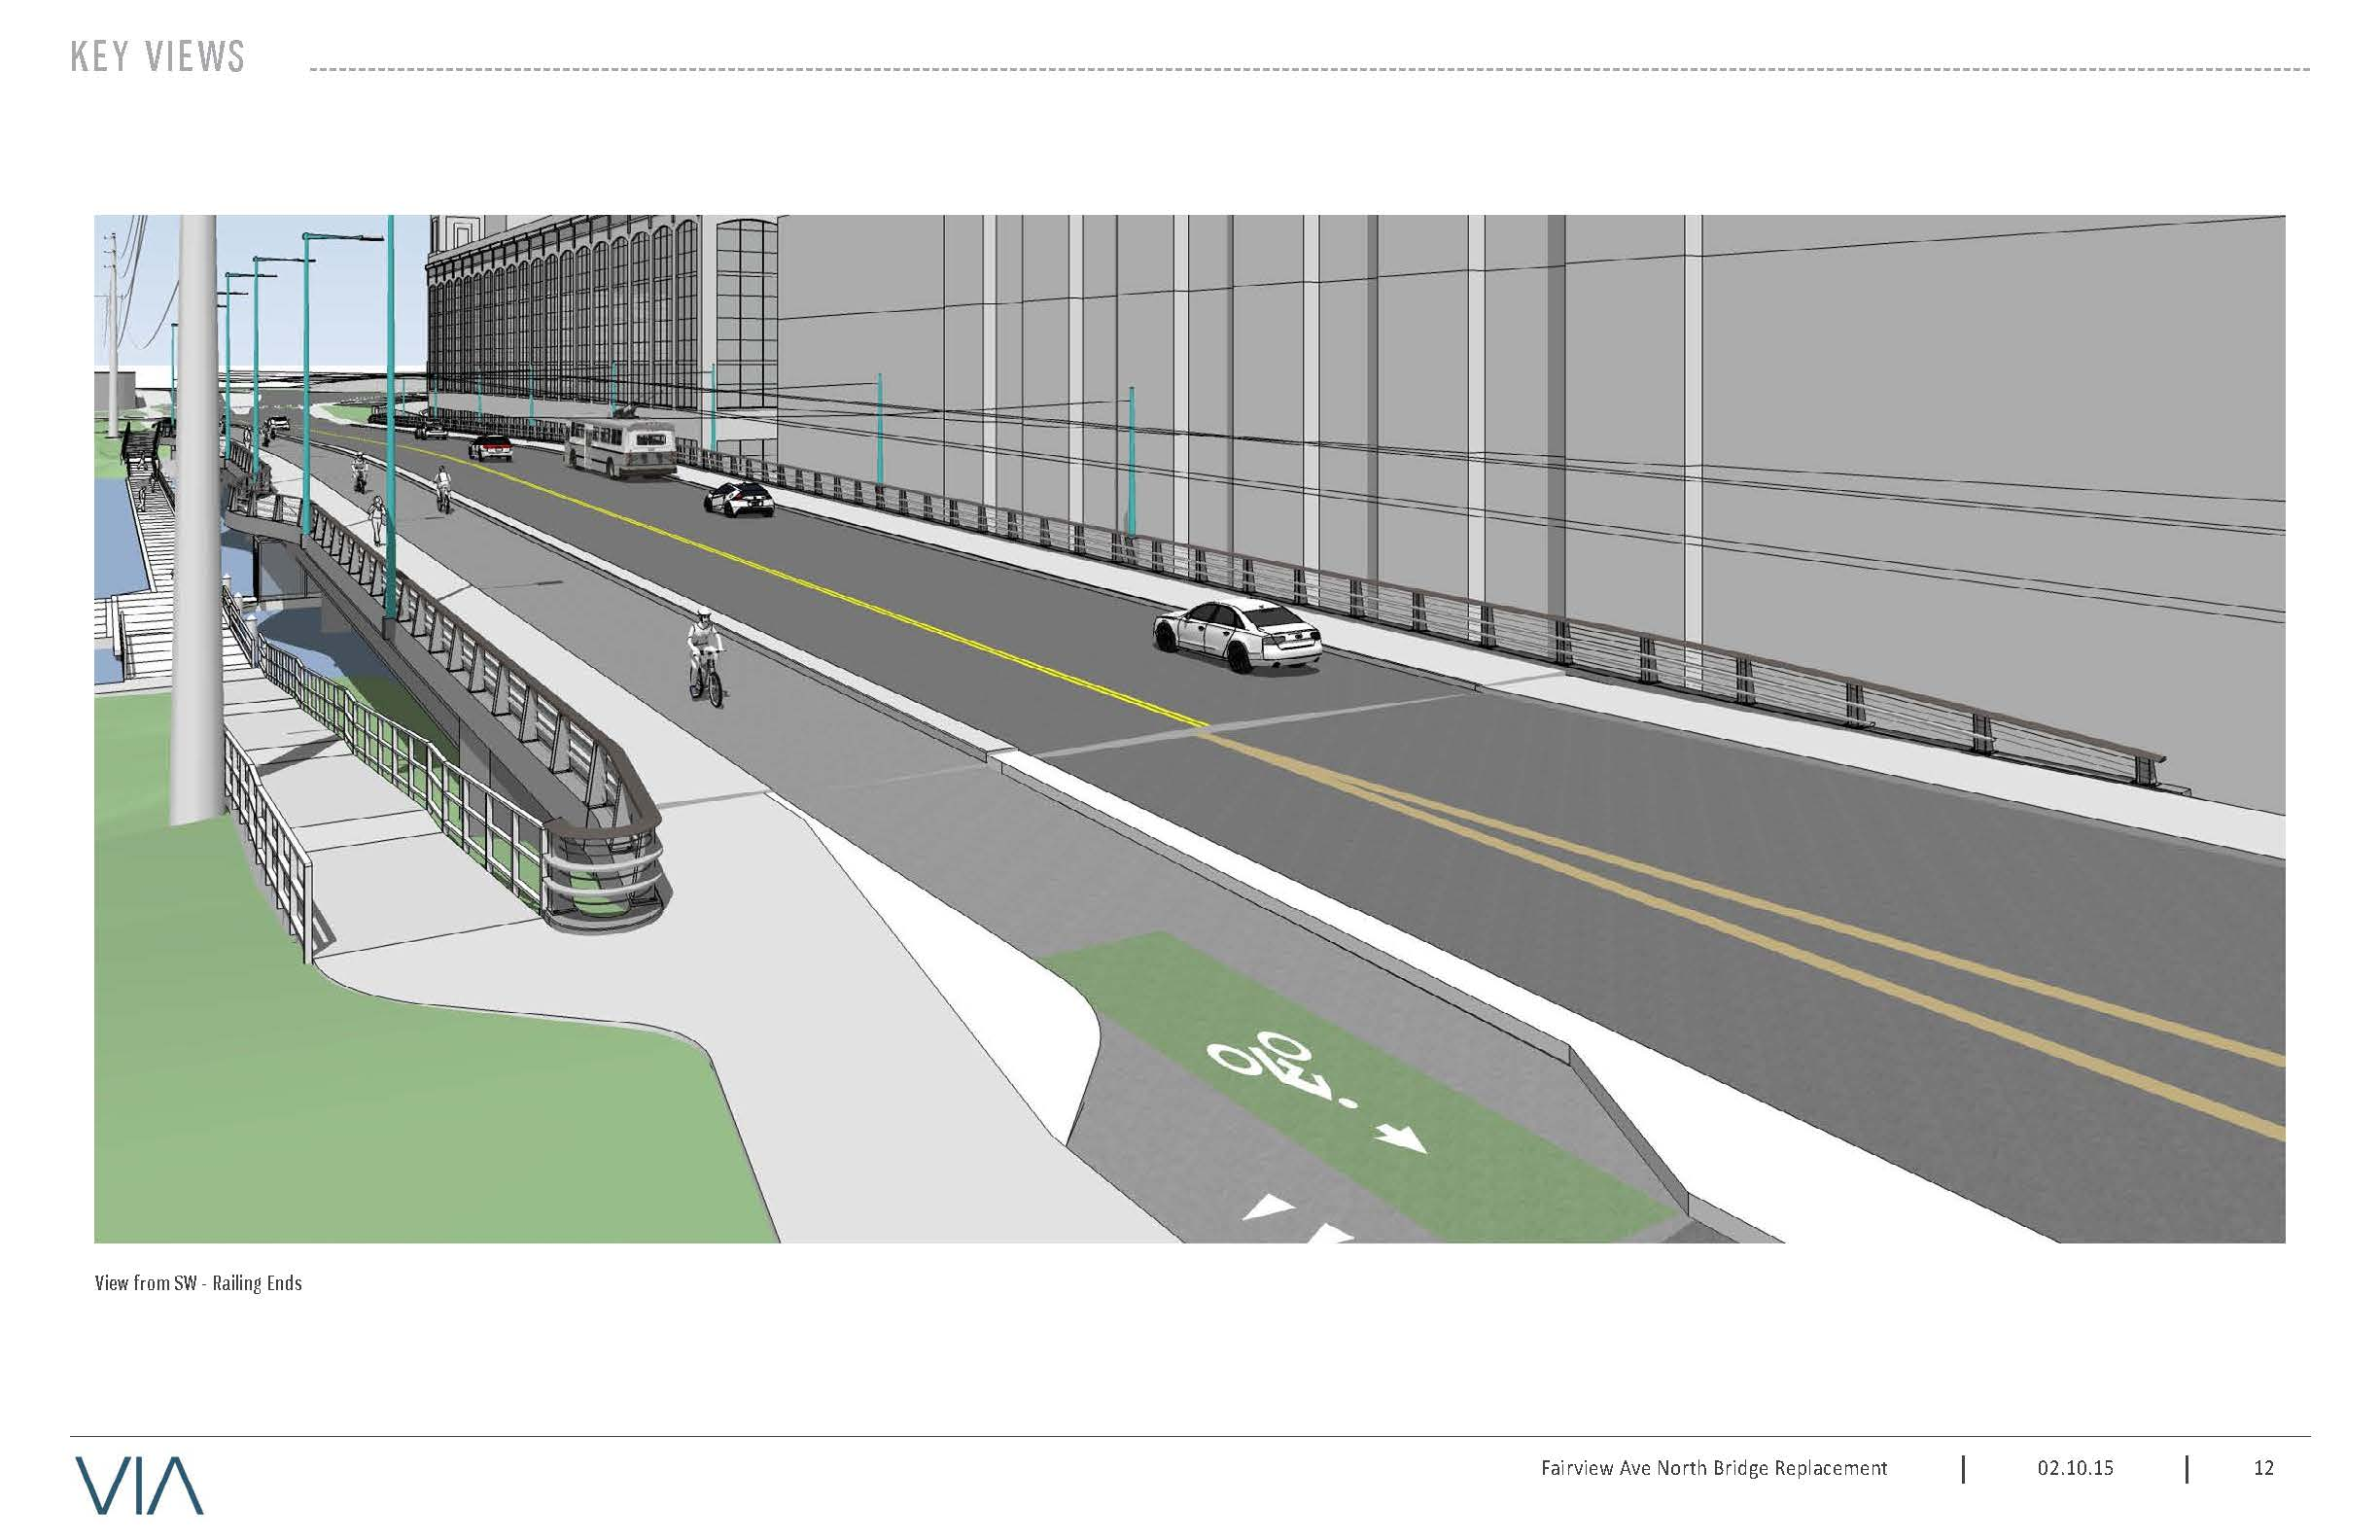 KEY VIEWS
View from SW - Railing Ends
VIA
Fairview Ave North Bridge Replacement | 02.10.15 | 12